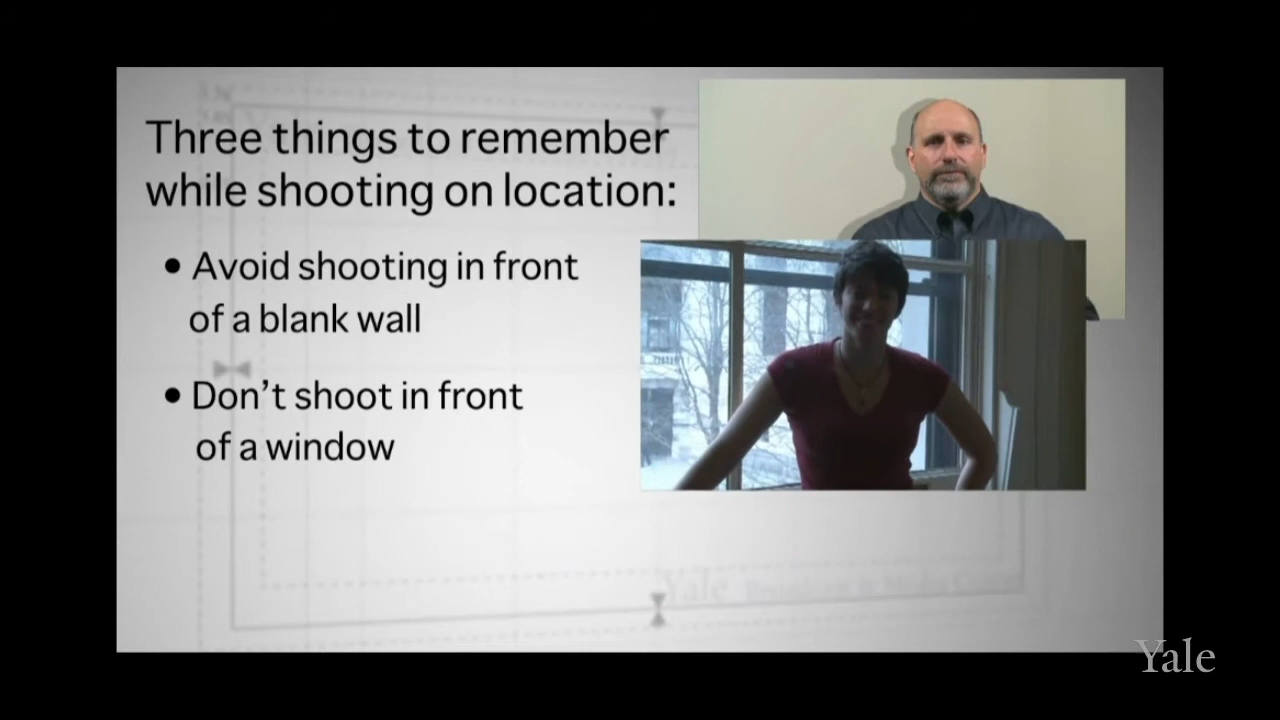 Three things to remember
while shooting on location:
• Avoid shooting in front
of a blank wall
• Don't shoot in front
of a window
Yale
Yale